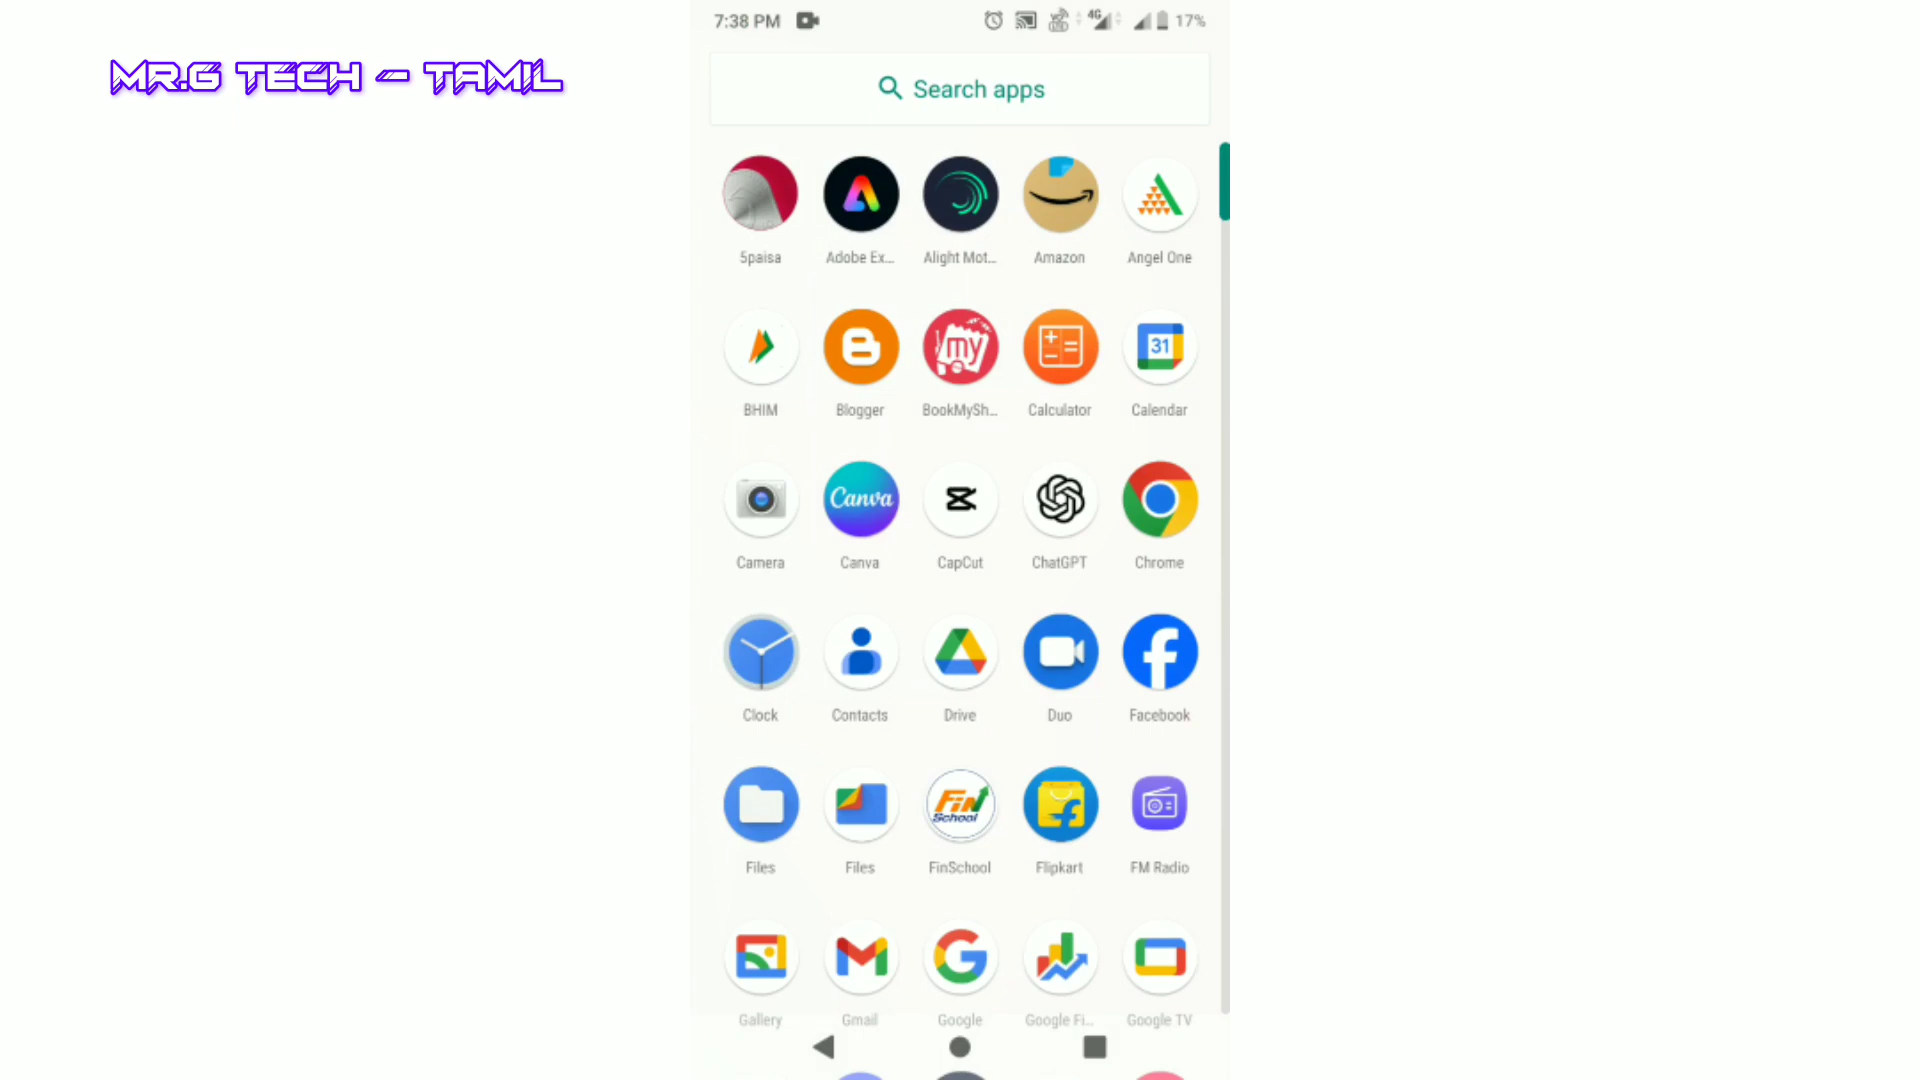 7:38 PM
4G
17%
MR.G TECH - TAMIL
Search apps
5paisa
Adobe Ex...
Alight Mot...
Amazon
Angel One
my
31
BHIM
Blogger
BookMySh...
Calculator
Calendar
Canva
Camera
Canva
CapCut
ChatGPT
Chrome
Clock
Contacts
Drive
Duo
Facebook
Fin
School
Files
Files
FinSchool
Flipkart
FM Radio
Gallery
Gmail
Google
Google Fi...
Google TV